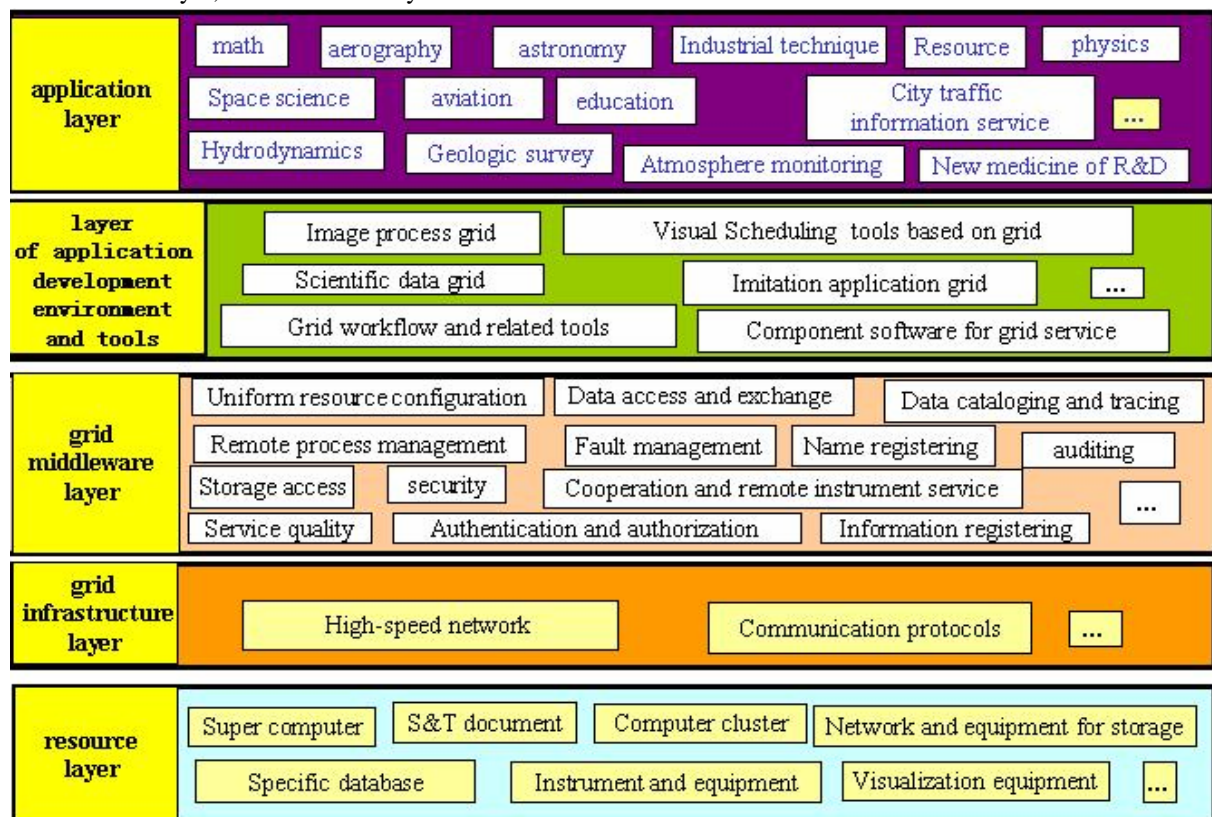 application
layer
math
aerography
astronomy
Industrial technique
Resource
physics
Space science
aviation
education
City traffic
information service
...
Hydrodynamics
Geologic survey
Atmosphere monitoring
New medicine of R&D
layer
of application
development
environment
and tools
Image process grid
Visual Scheduling tools based on grid
Scientific data grid
Imitation application grid
...
Grid workflow and related tools
Component software for grid service
grid
middleware
layer
Uniform resource configuration
Data access and exchange
Data cataloging and tracing
Remote process management
Fault management
Name registering
auditing
Storage access
security
Cooperation and remote instrument service
...
Service quality
Authentication and authorization
Information registering
grid
infrastructure
layer
High-speed network
Communication protocols
...
resource
layer
Super computer
S&T document
Computer cluster
Network and equipment for storage
Specific database
Instrument and equipment
Visualization equipment
...